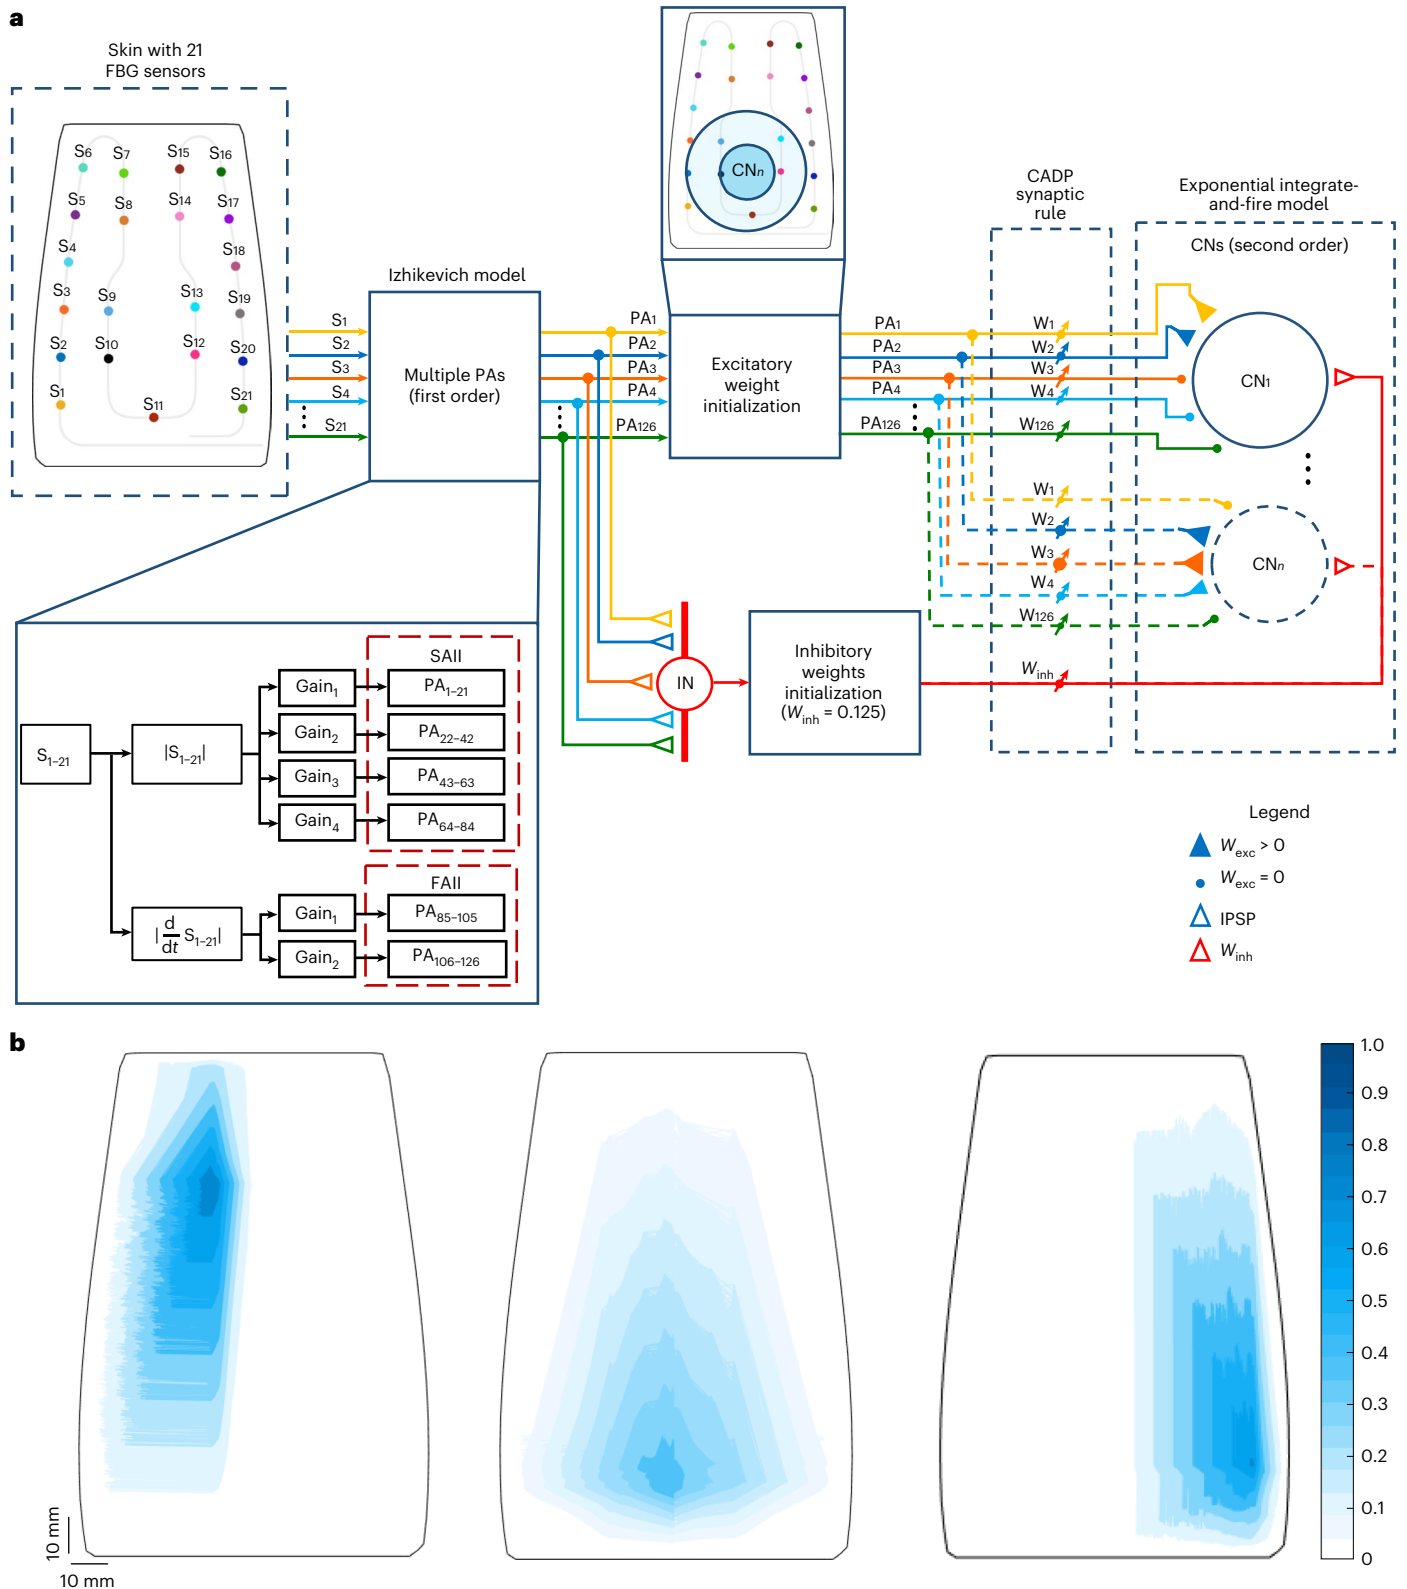 a
Skin with 21
FBG sensors
S6
S7
S15
S16
S5
S8
S14
S17
S4
S18
S3
S9
S13
S19
S2
S10
S12
S20
S1
S11
S21
S1
S2
S3
S4
S21
Izhikevich model
Multiple PAs
(first order)
PA1
PA2
PA3
PA4
PA126
CNn
Excitatory
weight
initialization
PA1
PA2
PA3
PA4
PA126
CADP
synaptic
rule
W1
W2
W3
W4
W126
W1
W2
W3
W4
W126
Winh
Exponential integrate-
and-fire model
CNs (second order)
CN1
CNn
IN
Inhibitory
weights
initialization
(Winh = 0.125)
S1–21
|S1–21|
Gain1
Gain2
Gain3
Gain4
SAII
PA1–21
PA22–42
PA43–63
PA64–84
|d/dt S1–21|
Gain1
Gain2
FAII
PA85–105
PA106–126
Legend
Wexc > 0
Wexc = 0
IPSP
Winh
b
10 mm
10 mm
1.0
0.9
0.8
0.7
0.6
0.5
0.4
0.3
0.2
0.1
0